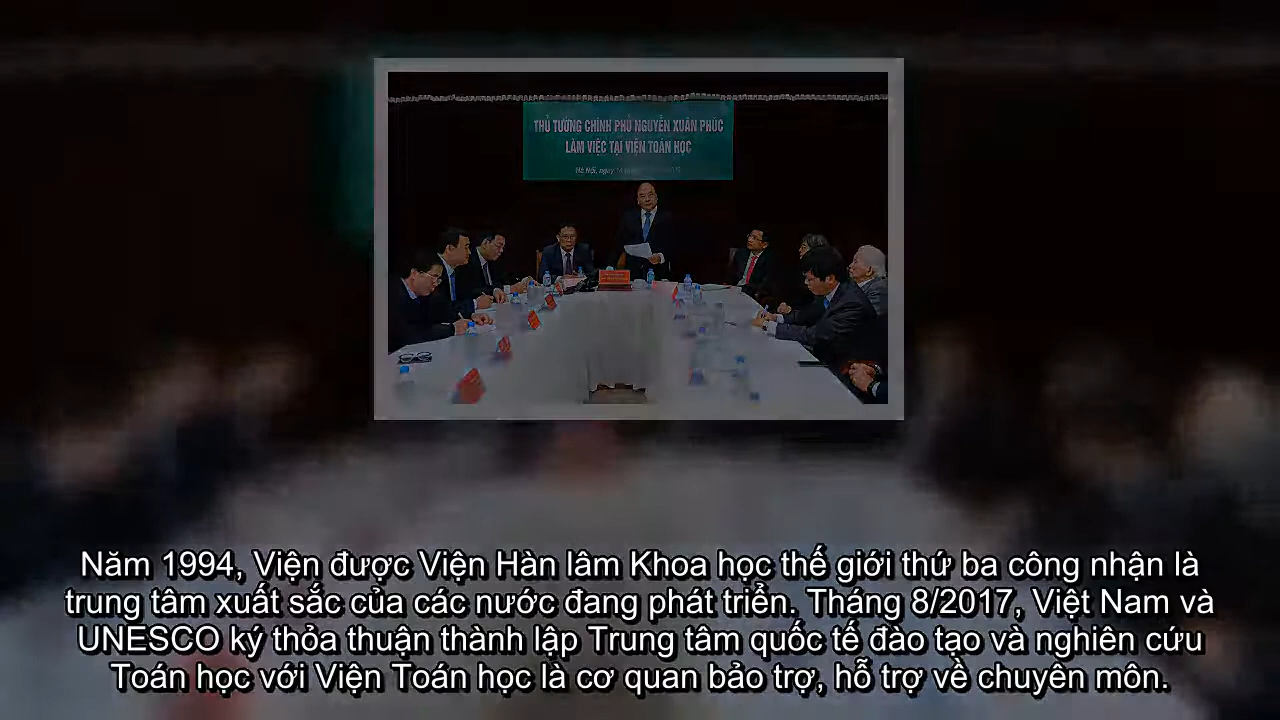 THỦ TƯỚNG CHÍNH PHỦ NGUYỄN XUÂN PHÚC
LÀM VIỆC TẠI VIỆN TOÁN HỌC
Hà Nội, ngày 14
Năm 1994, Viện được Viện Hàn lâm Khoa học thế giới thứ ba công nhận là
trung tâm xuất sắc của các nước đang phát triển. Tháng 8/2017, Việt Nam và
UNESCO ký thỏa thuận thành lập Trung tâm quốc tế đào tạo và nghiên cứu
Toán học với Viện Toán học là cơ quan bảo trợ, hỗ trợ về chuyên môn.